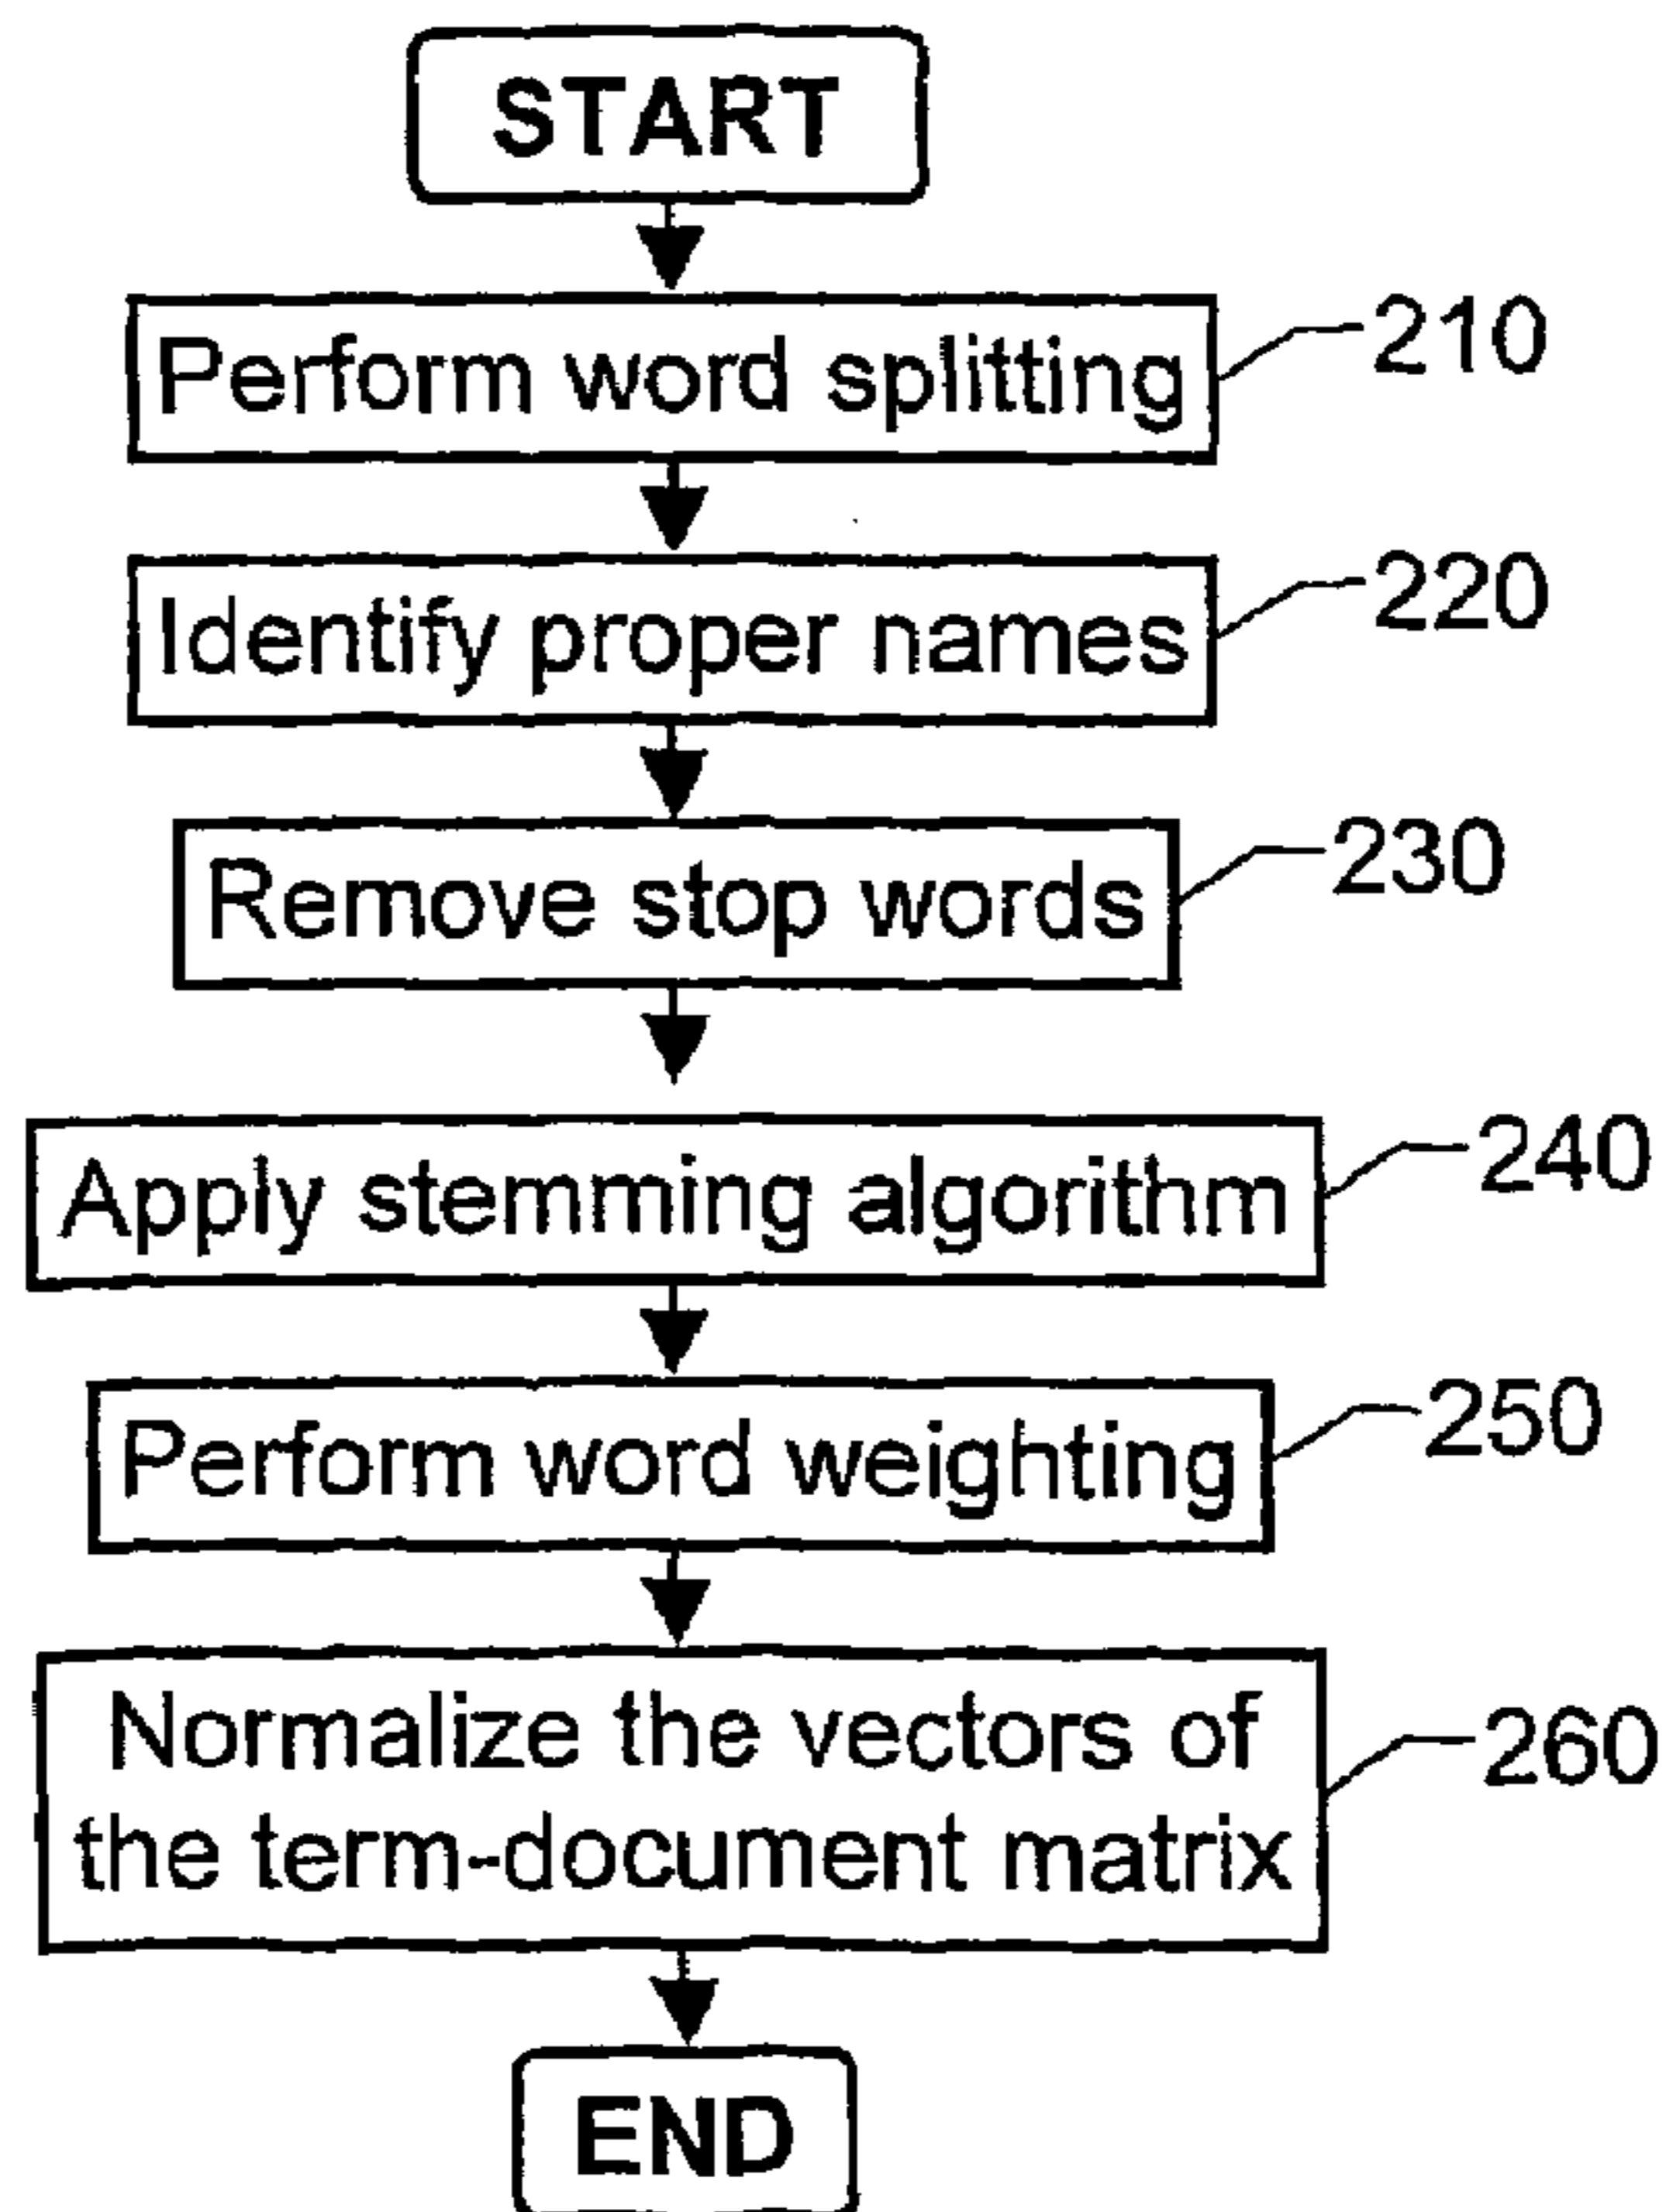 START
Perform word splitting
210
Identify proper names
220
Remove stop words
230
Apply stemming algorithm
240
Perform word weighting
250
Normalize the vectors of
the term-document matrix
260
END